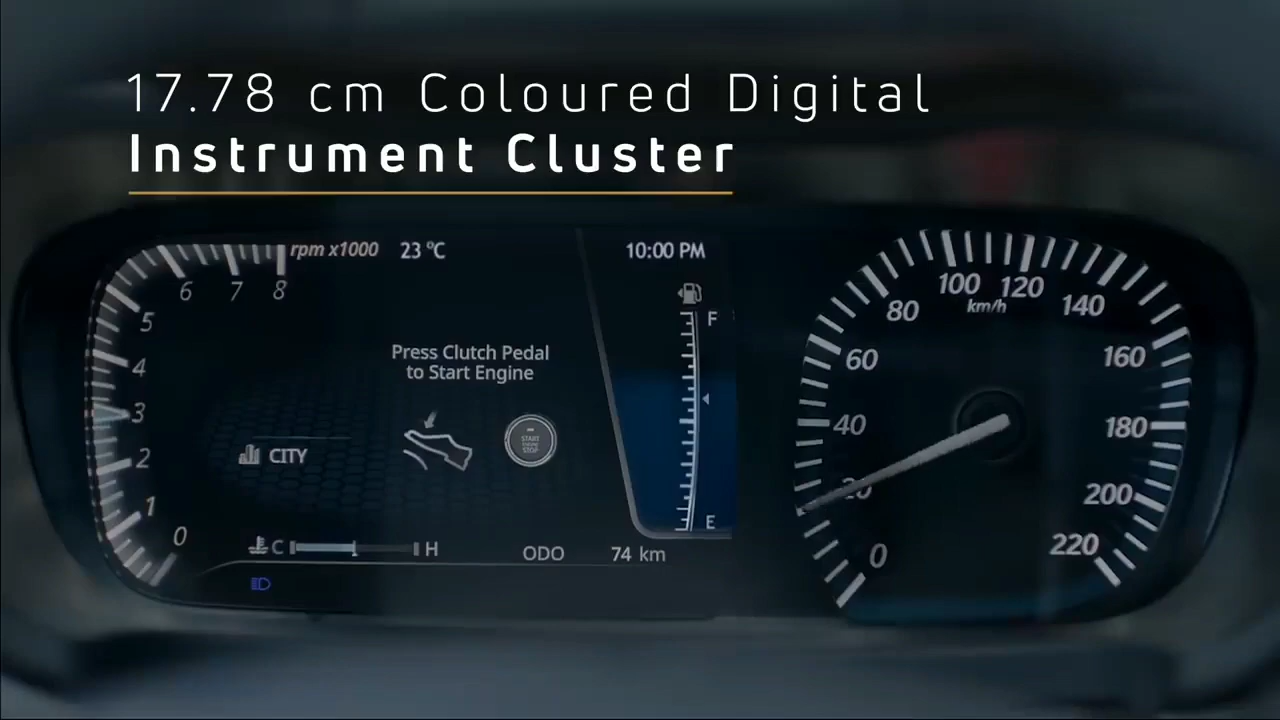 17.78 cm Coloured Digital
Instrument Cluster
rpm x1000 23 ºC 10:00 PM
6 7 8
5
4
3
2
1
0
F
Press Clutch Pedal
to Start Engine
START
STOP
CITY
E
C H ODO 74 km
80 100 120 140
km/h
60 160
40 180
20 200
0 220